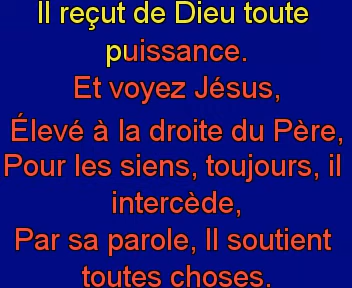 Il reçut de Dieu toute
puissance.
Et voyez Jésus,
Élevé à la droite du Père,
Pour les siens, toujours, il
intercède,
Par sa parole, Il soutient
toutes choses.